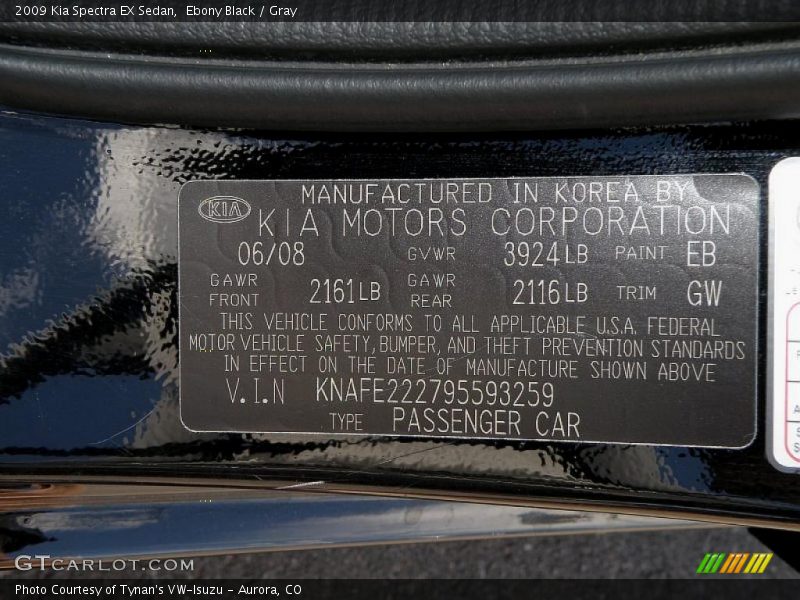 2009 Kia Spectra EX Sedan, Ebony Black / Gray
MANUFACTURED IN KOREA BY
KIA KIA MOTORS CORPORATION
06/08 GVWR 3924LB PAINT EB
GAWR FRONT 2161LB GAWR REAR 2116LB TRIM GW
THIS VEHICLE CONFORMS TO ALL APPLICABLE U.S.A. FEDERAL
MOTOR VEHICLE SAFETY, BUMPER, AND THEFT PREVENTION STANDARDS
IN EFFECT ON THE DATE OF MANUFACTURE SHOWN ABOVE
V.I.N KNAFE222795593259
TYPE PASSENGER CAR
GTCARLOT.COM
Photo Courtesy of Tynan's VW-Isuzu - Aurora, CO